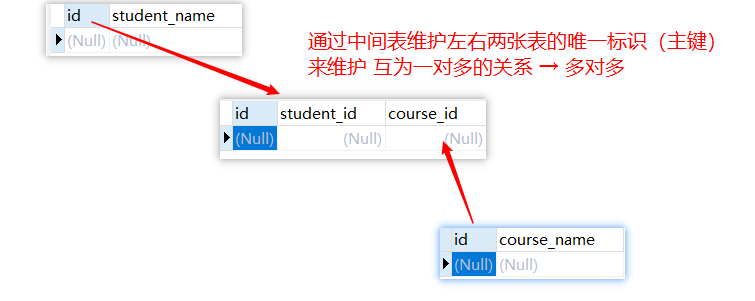 id student_name
(Null) (Null)
通过中间表维护左右两张表的唯一标识（主键）
来维护 互为一对多的关系 → 多对多
id student_id course_id
(Null) (Null) (Null)
id course_name
(Null) (Null)